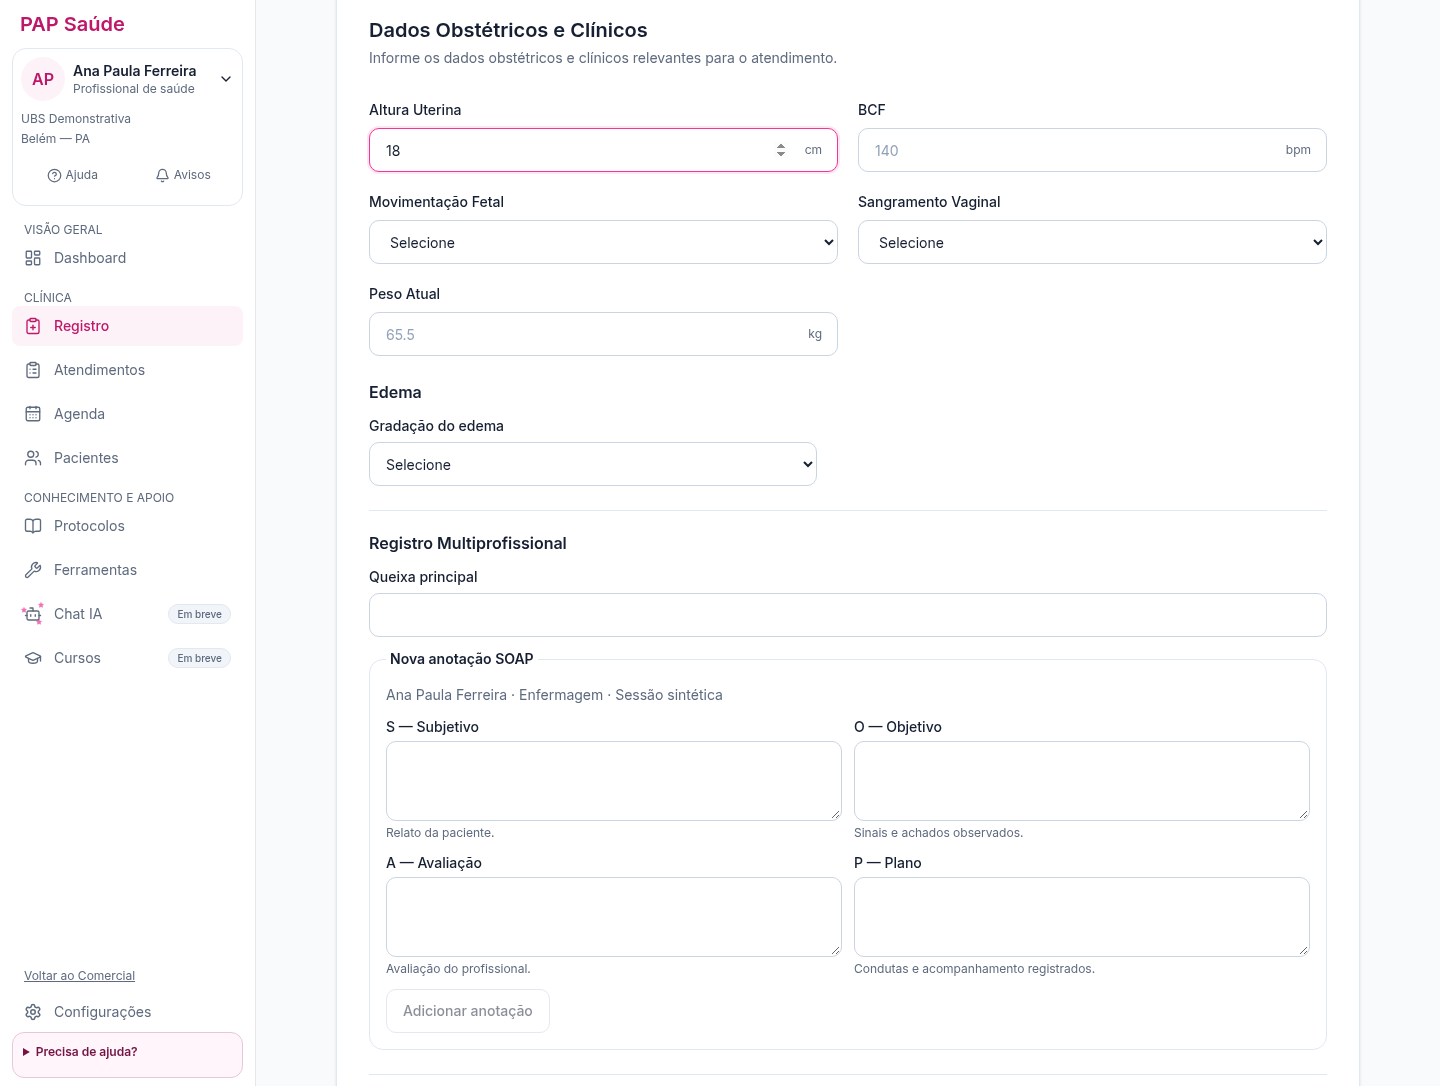 PAP Saúde
AP
Ana Paula Ferreira
Profissional de saúde
UBS Demonstrativa
Belém — PA
Ajuda
Avisos
VISÃO GERAL
Dashboard
CLÍNICA
Registro
Atendimentos
Agenda
Pacientes
CONHECIMENTO E APOIO
Protocolos
Ferramentas
Chat IA
Em breve
Cursos
Em breve
Voltar ao Comercial
Configurações
Precisa de ajuda?
Dados Obstétricos e Clínicos
Informe os dados obstétricos e clínicos relevantes para o atendimento.
Altura Uterina
18
cm
BCF
140
bpm
Movimentação Fetal
Selecione
Sangramento Vaginal
Selecione
Peso Atual
65.5
kg
Edema
Gradação do edema
Selecione
Registro Multiprofissional
Queixa principal
Nova anotação SOAP
Ana Paula Ferreira · Enfermagem · Sessão sintética
S — Subjetivo
Relato da paciente.
O — Objetivo
Sinais e achados observados.
A — Avaliação
Avaliação do profissional.
P — Plano
Condutas e acompanhamento registrados.
Adicionar anotação